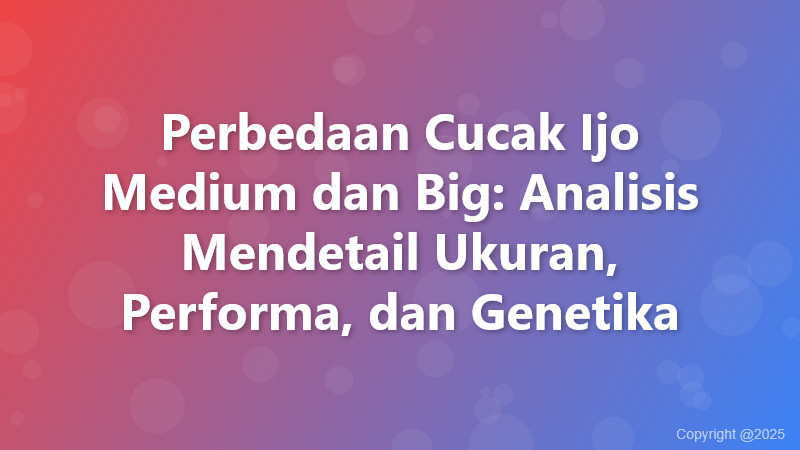 Perbedaan Cucak Ijo
Medium dan Big: Analisis
Mendetail Ukuran,
Performa, dan Genetika
Copyright @2025